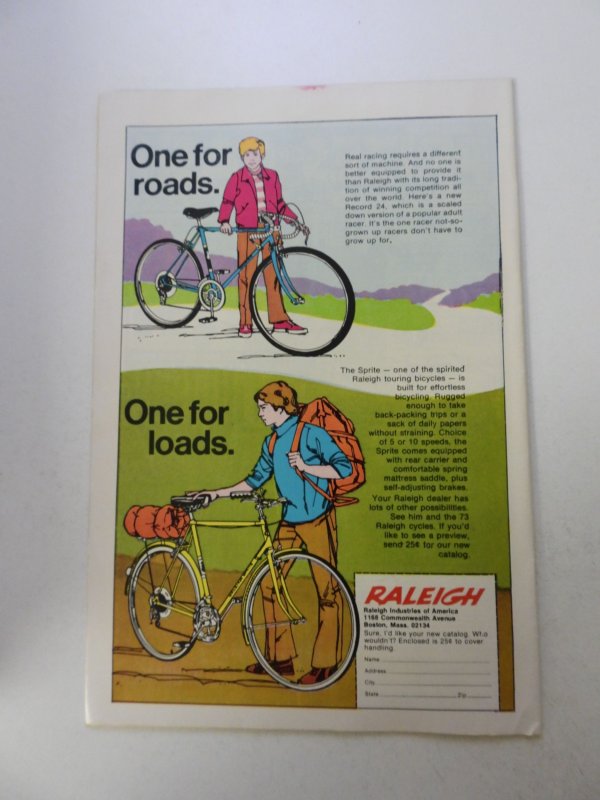 One for
roads.
Real racing requires a different
sort of machine. And no one is
better equipped to provide it
than Raleigh with its long tradi-
tion of winning competition all
over the world. Here's a new
Record 24, which is a scaled
down version of a popular adult
racer. It's the one racer not-so-
grown up racers don't have to
grow up for.
The Sprite — one of the spirited
Raleigh touring bicycles — is
built for effortless
bicycling. Rugged
enough to take
back-packing trips or a
sack of daily papers
without straining. Choice
of 5 or 10 speeds, the
Sprite comes equipped
with rear carrier and
comfortable spring
mattress saddle, plus
self-adjusting brakes.
Your Raleigh dealer has
lots of other possibilities.
See him and the 73
Raleigh cycles. If you'd
like to see a preview,
send 25¢ for our new
catalog.
One for
loads.
RALEIGH
Raleigh Industries of America
1168 Commonwealth Avenue
Boston, Mass. 02134
Sure, I'd like your new catalog. Who
wouldn't? Enclosed is 25¢ to cover
handling.
Name
Address
City
State Zip